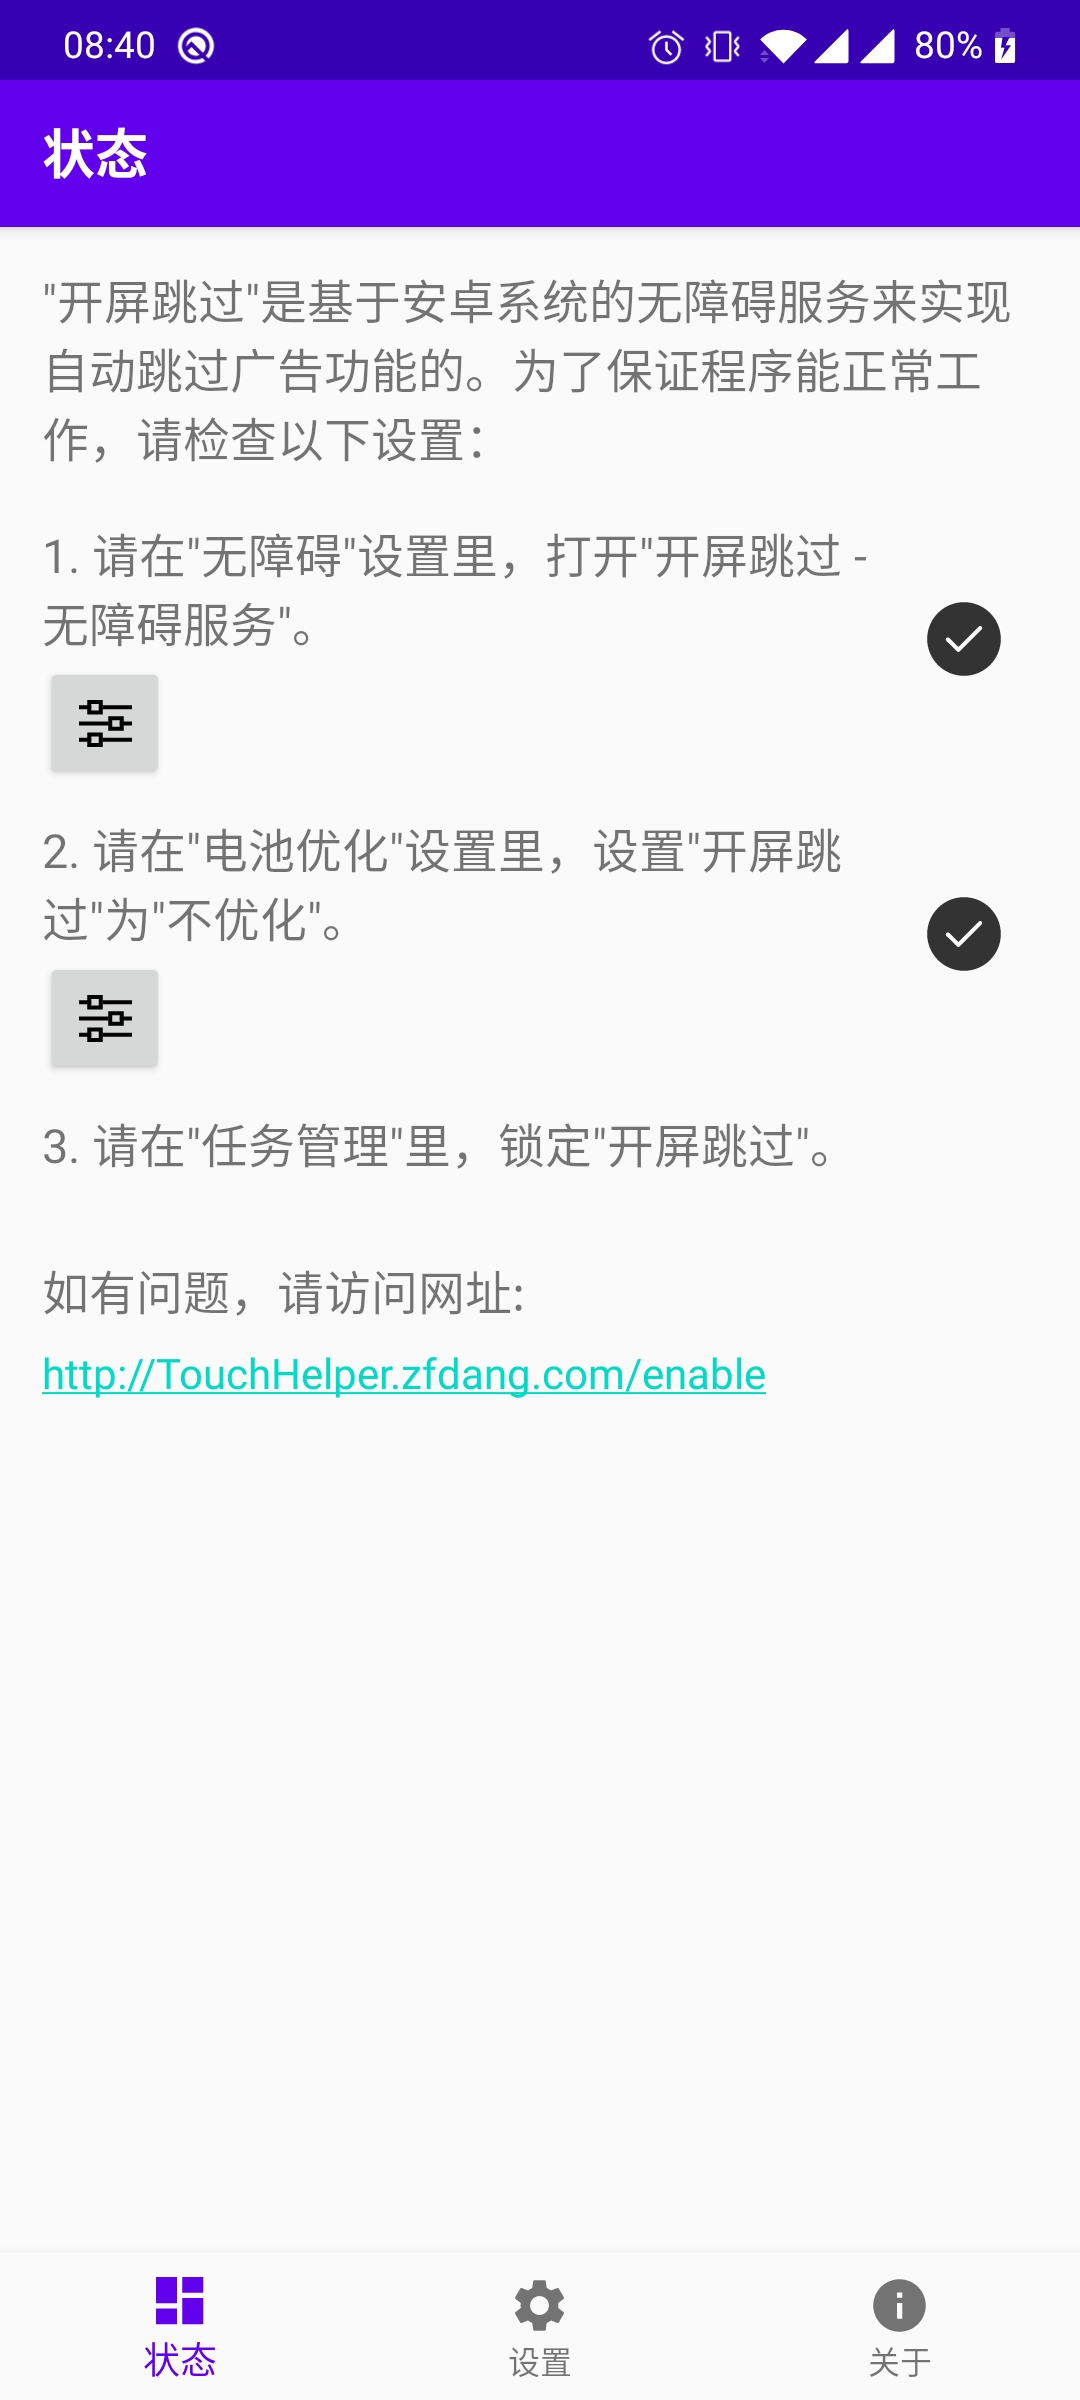 08:40
80%
状态
"开屏跳过"是基于安卓系统的无障碍服务来实现
自动跳过广告功能的。为了保证程序能正常工
作，请检查以下设置：
1. 请在"无障碍"设置里，打开"开屏跳过 -
无障碍服务"。
2. 请在"电池优化"设置里，设置"开屏跳
过"为"不优化"。
3. 请在"任务管理"里，锁定"开屏跳过"。
如有问题，请访问网址:
http://TouchHelper.zfdang.com/enable
状态
设置
关于